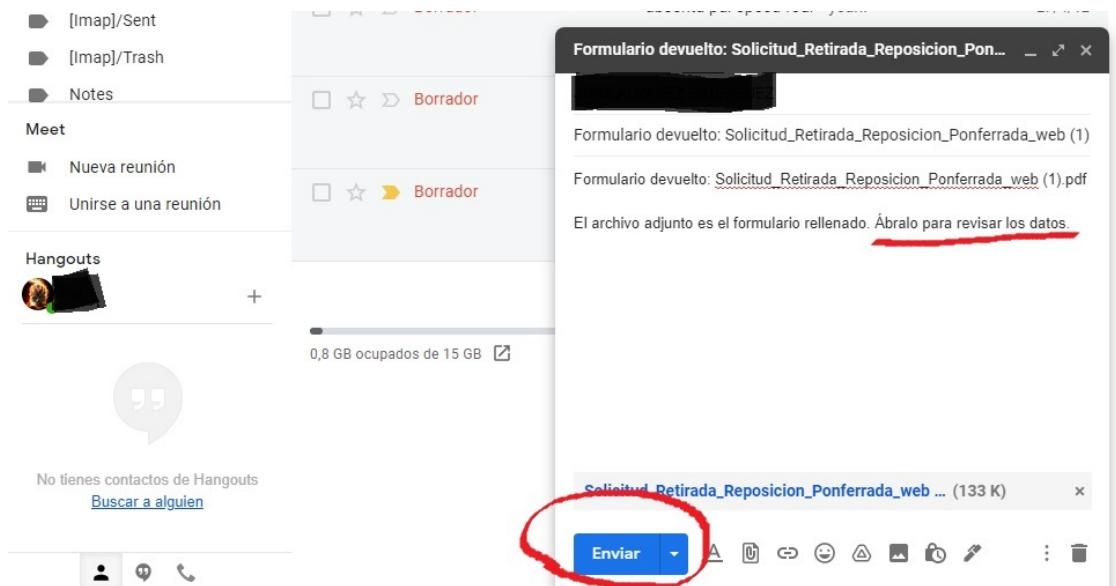 [Imap]/Sent
[Imap]/Trash
Notes
Meet
Nueva reunión
Unirse a una reunión
Hangouts
No tienes contactos de Hangouts
Buscar a alguien
Borrador
Borrador
Borrador
0,8 GB ocupados de 15 GB
Formulario devuelto: Solicitud_Retirada_Reposicion_Pon...
Formulario devuelto: Solicitud_Retirada_Reposicion_Ponferrada_web (1)
Formulario devuelto: Solicitud_Retirada_Reposicion_Ponferrada_web (1).pdf
El archivo adjunto es el formulario rellenado. Ábralo para revisar los datos.
Solicitud_Retirada_Reposicion_Ponferrada_web ... (133 K)
Enviar